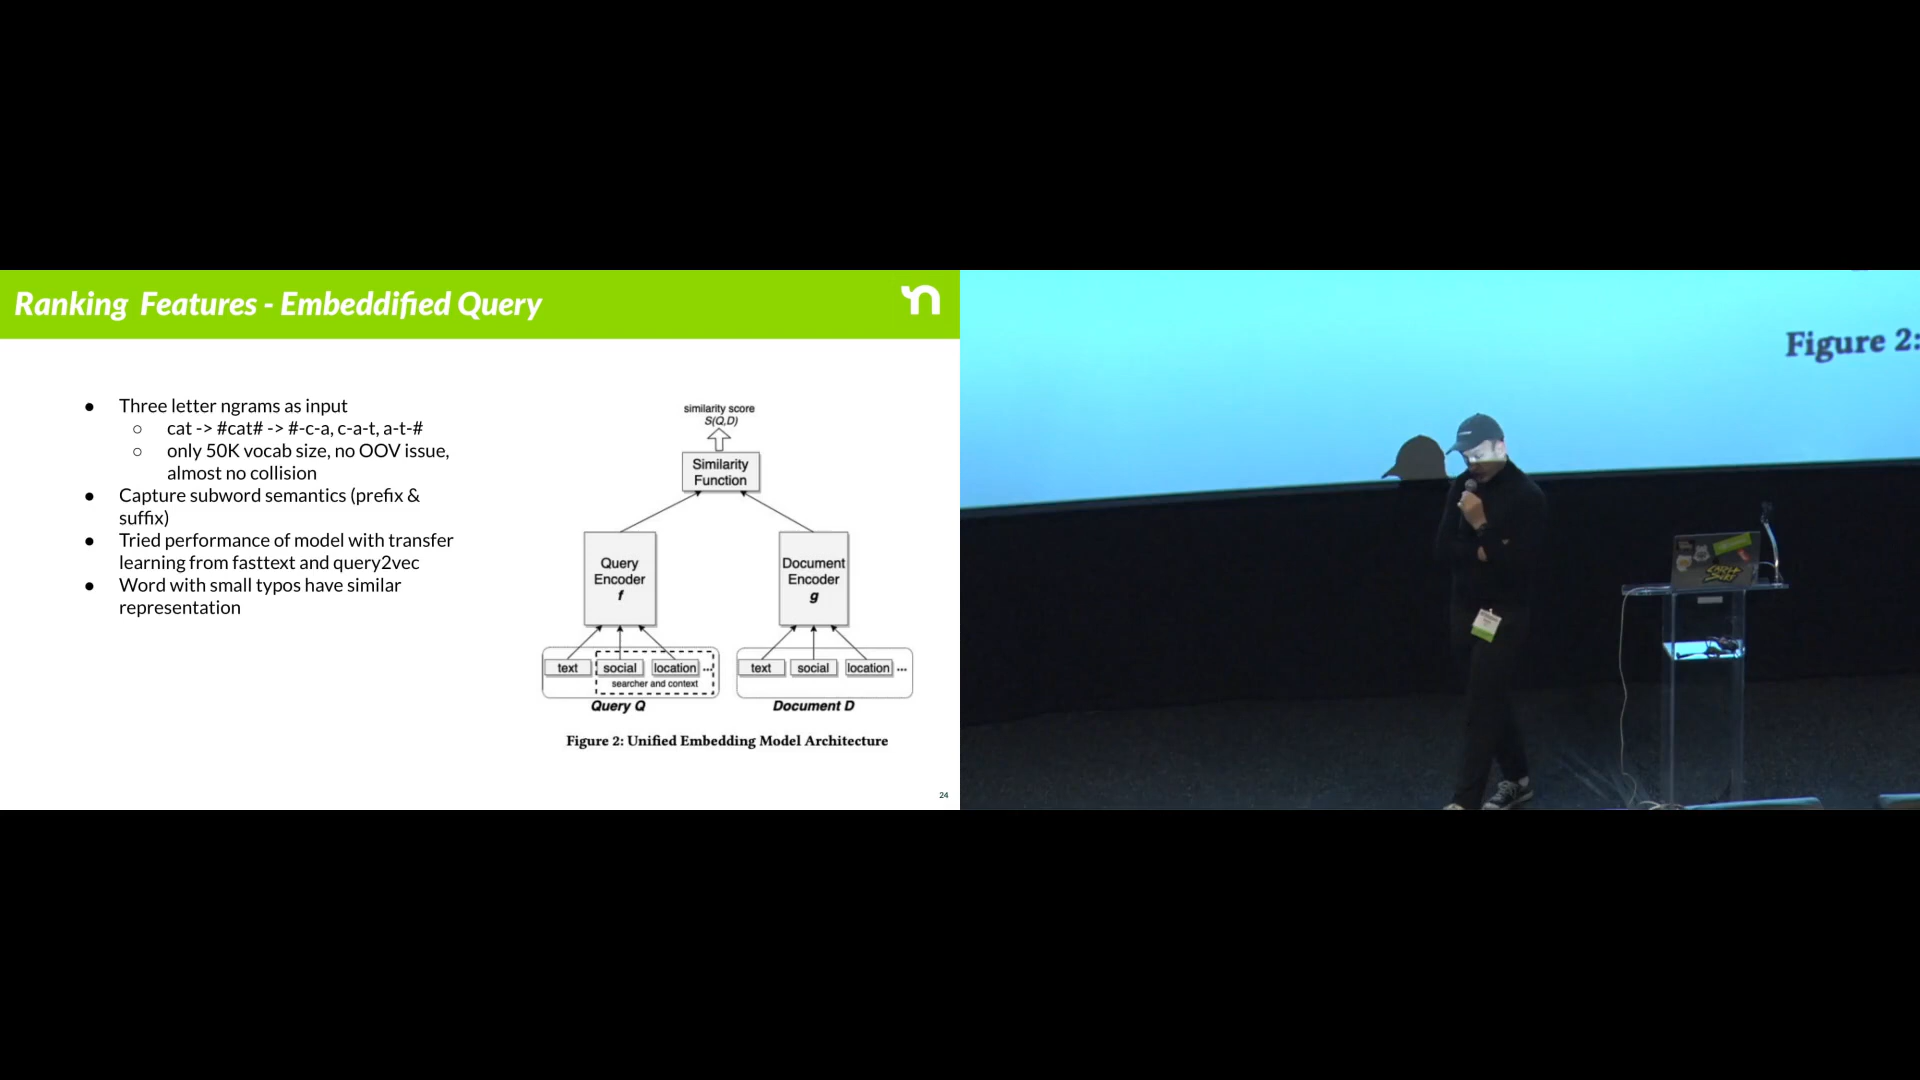 Ranking Features - Embeddified Query
n
● Three letter ngrams as input
○ cat -> #cat# -> #-c-a, c-a-t, a-t-#
○ only 50K vocab size, no OOV issue,
almost no collision
● Capture subword semantics (prefix &
suffix)
● Tried performance of model with transfer
learning from fasttext and query2vec
● Word with small typos have similar
representation
similarity score
S(Q,D)
Similarity
Function
Query
Encoder
f
Document
Encoder
g
text social location ...
searcher and context
Query Q
text social location ...
Document D
Figure 2: Unified Embedding Model Architecture
24
Figure 2: